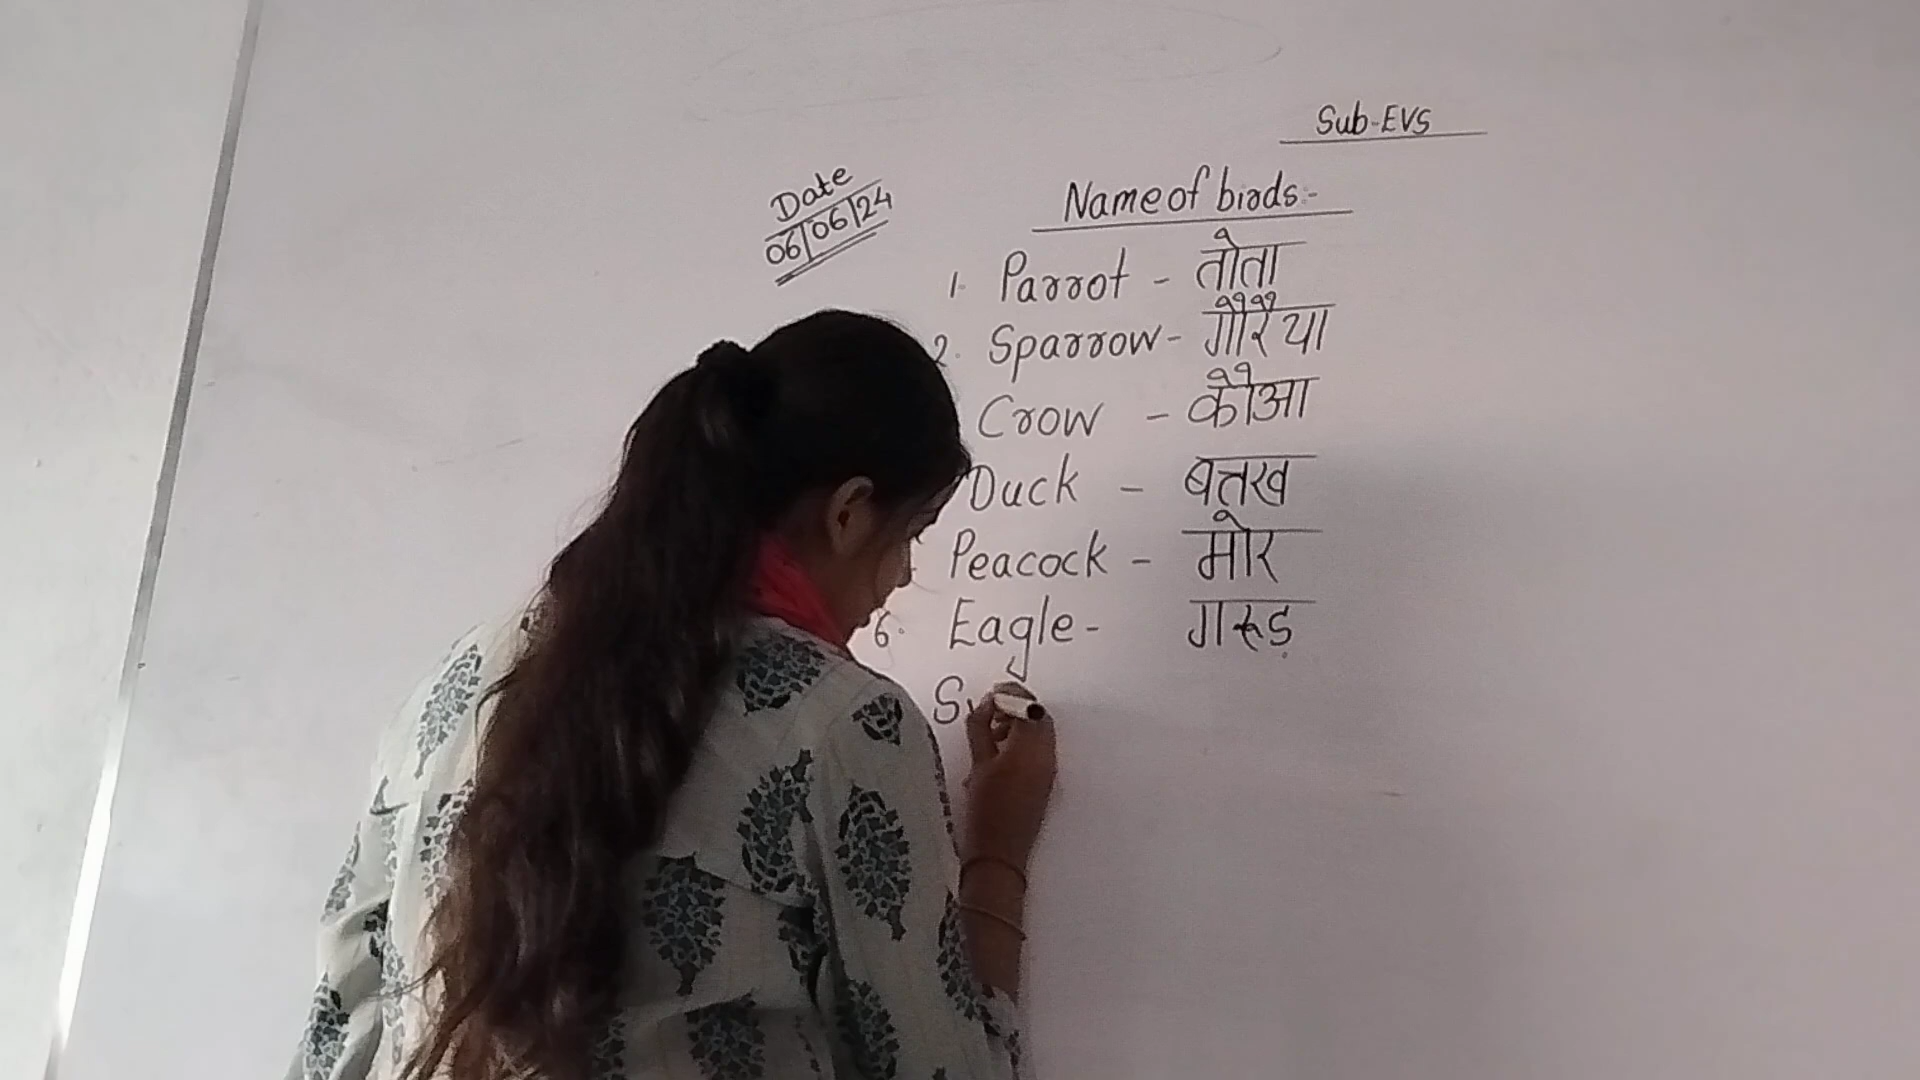 Sub-EVS
Date
06/06/24
Name of birds:-
1. Parrot - तोता
2. Sparrow - गौरैया
Crow - कौआ
Duck - बत्तख
Peacock - मोर
6. Eagle - गरूड़